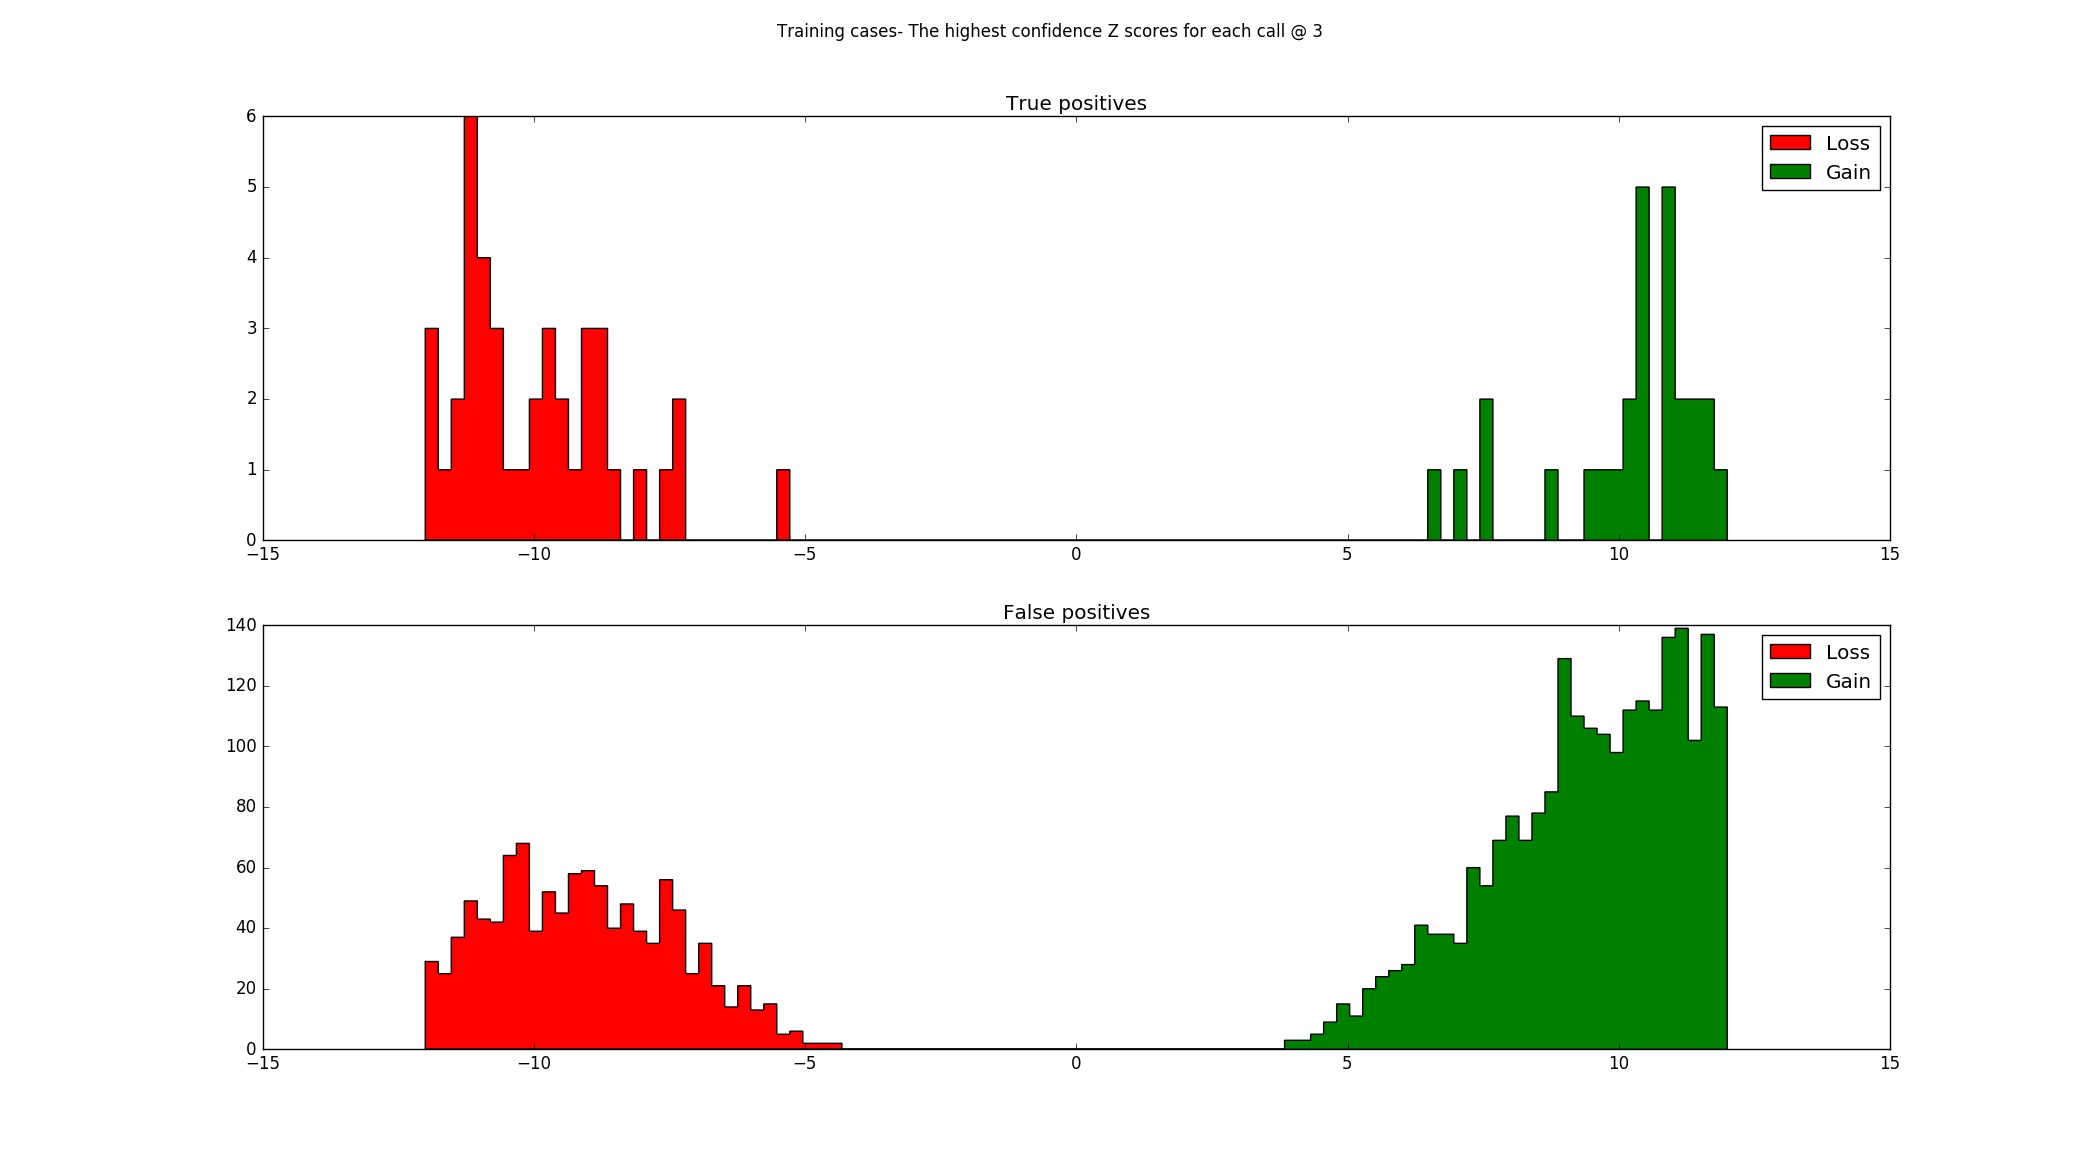 Training cases- The highest confidence Z scores for each call @ 3
True positives
6
5
4
3
2
1
0
Loss
Gain
−15 −10 −5 0 5 10 15
False positives
140
120
100
80
60
40
20
0
Loss
Gain
−15 −10 −5 0 5 10 15